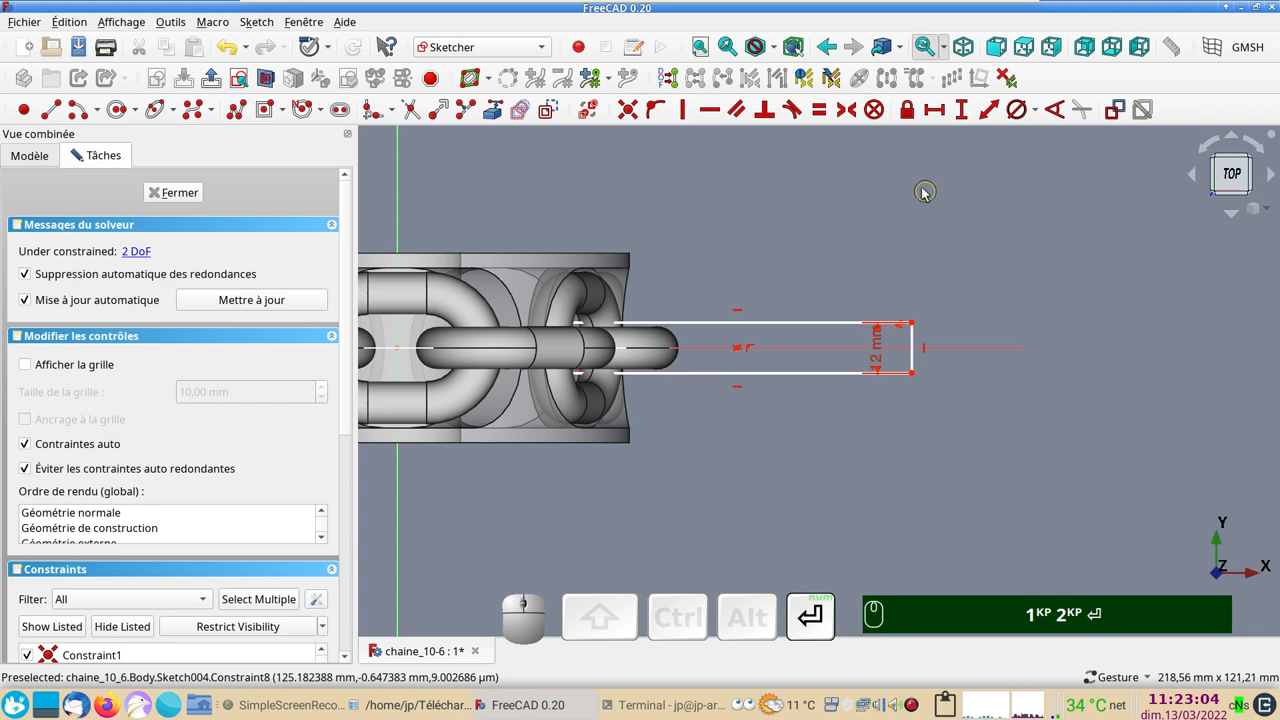 FreeCAD 0.20
Fichier Édition Affichage Outils Macro Sketch Fenêtre Aide
Sketcher
GMSH
Vue combinée
Modèle
Tâches
TOP
Fermer
Messages du solveur
Under constrained: 2 DoF
Suppression automatique des redondances
Mise à jour automatique
Mettre à jour
Modifier les contrôles
Afficher la grille
Taille de la grille :
10,00 mm
Ancrage à la grille
Contraintes auto
Éviter les contraintes auto redondantes
Ordre de rendu (global) :
Géométrie normale
Géométrie de construction
Géométrie externe
12 mm
Y
Z
X
Constraints
Filter: All
Select Multiple
Show Listed
Hide Listed
Restrict Visibility
Constraint1
Ctrl
Alt
num
1KP 2KP ⏎
chaine_10-6 : 1*
Preselected: chaine_10_6.Body.Sketch004.Constraint8 (125.182388 mm, -0.647383 mm, 9.002686 µm)
Gesture
218,56 mm x 121,21 mm
SimpleScreenReco...
/home/jp/Téléchar...
FreeCAD 0.20
Terminal - jp@jp-ar...
11 °C
34 °C net
11:23:04
dim.13/03/2022
cNs